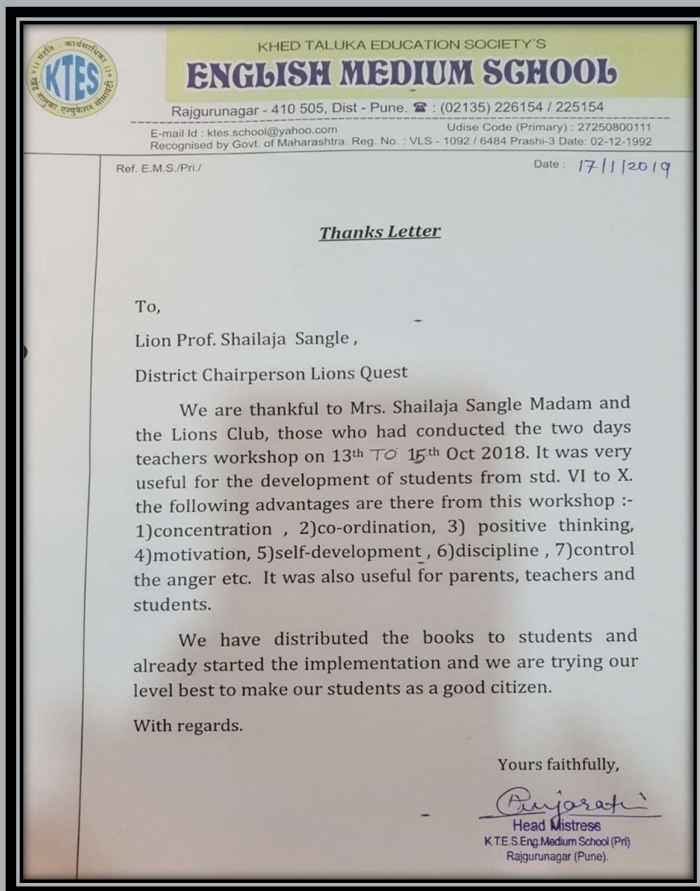 KTES
KHED TALUKA EDUCATION SOCIETY'S
ENGLISH MEDIUM SCHOOL
Rajgurunagar - 410 505, Dist - Pune. ☎ : (02135) 226154 / 225154
E-mail Id : ktes.school@yahoo.com Udise Code (Primary) : 27250800111
Recognised by Govt. of Maharashtra. Reg. No. : VLS - 1092 / 6484 Prashi-3 Date: 02-12-1992
Ref. E.M.S./Pri./ Date : 17/1/2019
Thanks Letter
To,
Lion Prof. Shailaja Sangle ,
District Chairperson Lions Quest
We are thankful to Mrs. Shailaja Sangle Madam and
the Lions Club, those who had conducted the two days
teachers workshop on 13th TO 15th Oct 2018. It was very
useful for the development of students from std. VI to X.
the following advantages are there from this workshop :-
1)concentration , 2)co-ordination, 3) positive thinking,
4)motivation, 5)self-development , 6)discipline , 7)control
the anger etc. It was also useful for parents, teachers and
students.
We have distributed the books to students and
already started the implementation and we are trying our
level best to make our students as a good citizen.
With regards.
Yours faithfully,
Head Mistress
K.T.E.S.Eng.Medium School (Pri)
Rajgurunagar (Pune).